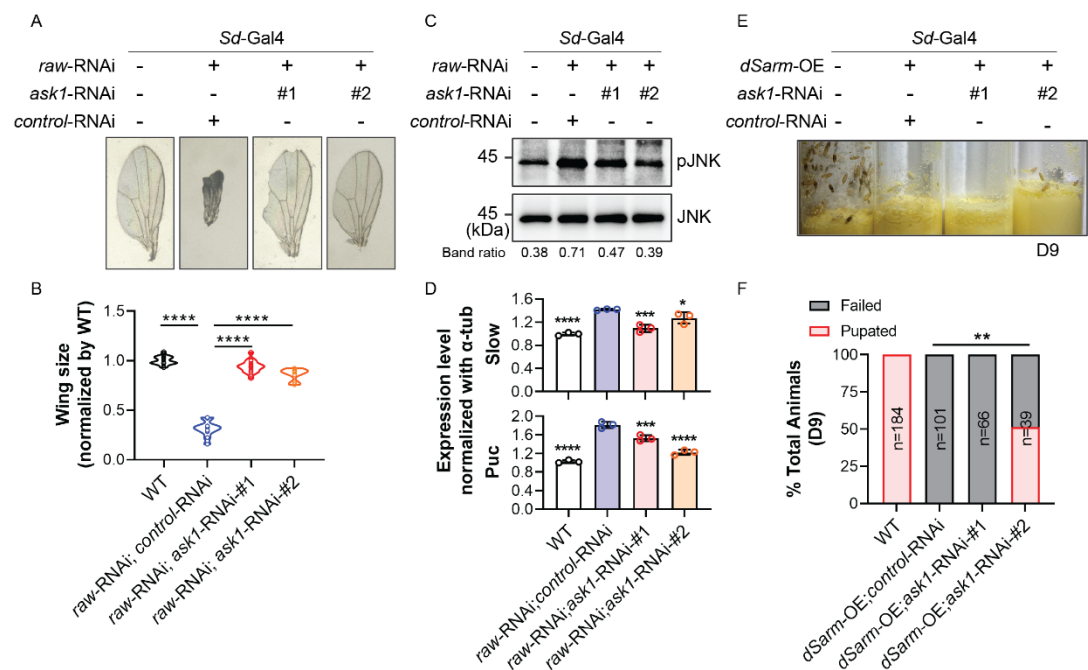 A
Sd-Gal4
raw-RNAi - + + +
ask1-RNAi - - #1 #2
control-RNAi - + - -
B
Wing size
(normalized by WT)
1.5
1.0
0.5
0.0
**** ****
****
WT
raw-RNAi; control-RNAi
raw-RNAi; ask1-RNAi-#1
raw-RNAi; ask1-RNAi-#2
C
Sd-Gal4
raw-RNAi - + + +
ask1-RNAi - - #1 #2
control-RNAi - + - -
45
pJNK
45
(kDa)
JNK
Band ratio 0.38 0.71 0.47 0.39
D
Expression level
normalized with α-tub
Slow
1.6
1.2
0.8
0.4
0.0
**** *** *
Puc
2.0
1.6
1.2
0.8
0.4
0.0
**** *** ****
WT
raw-RNAi;control-RNAi
raw-RNAi;ask1-RNAi-#1
raw-RNAi;ask1-RNAi-#2
E
Sd-Gal4
dSarm-OE - + + +
ask1-RNAi - - #1 #2
control-RNAi - + - -
D9
F
Failed
Pupated
**
% Total Animals
(D9)
100
75
50
25
0
n=184
n=101
n=66
n=39
WT
dSarm-OE;control-RNAi
dSarm-OE;ask1-RNAi-#1
dSarm-OE;ask1-RNAi-#2